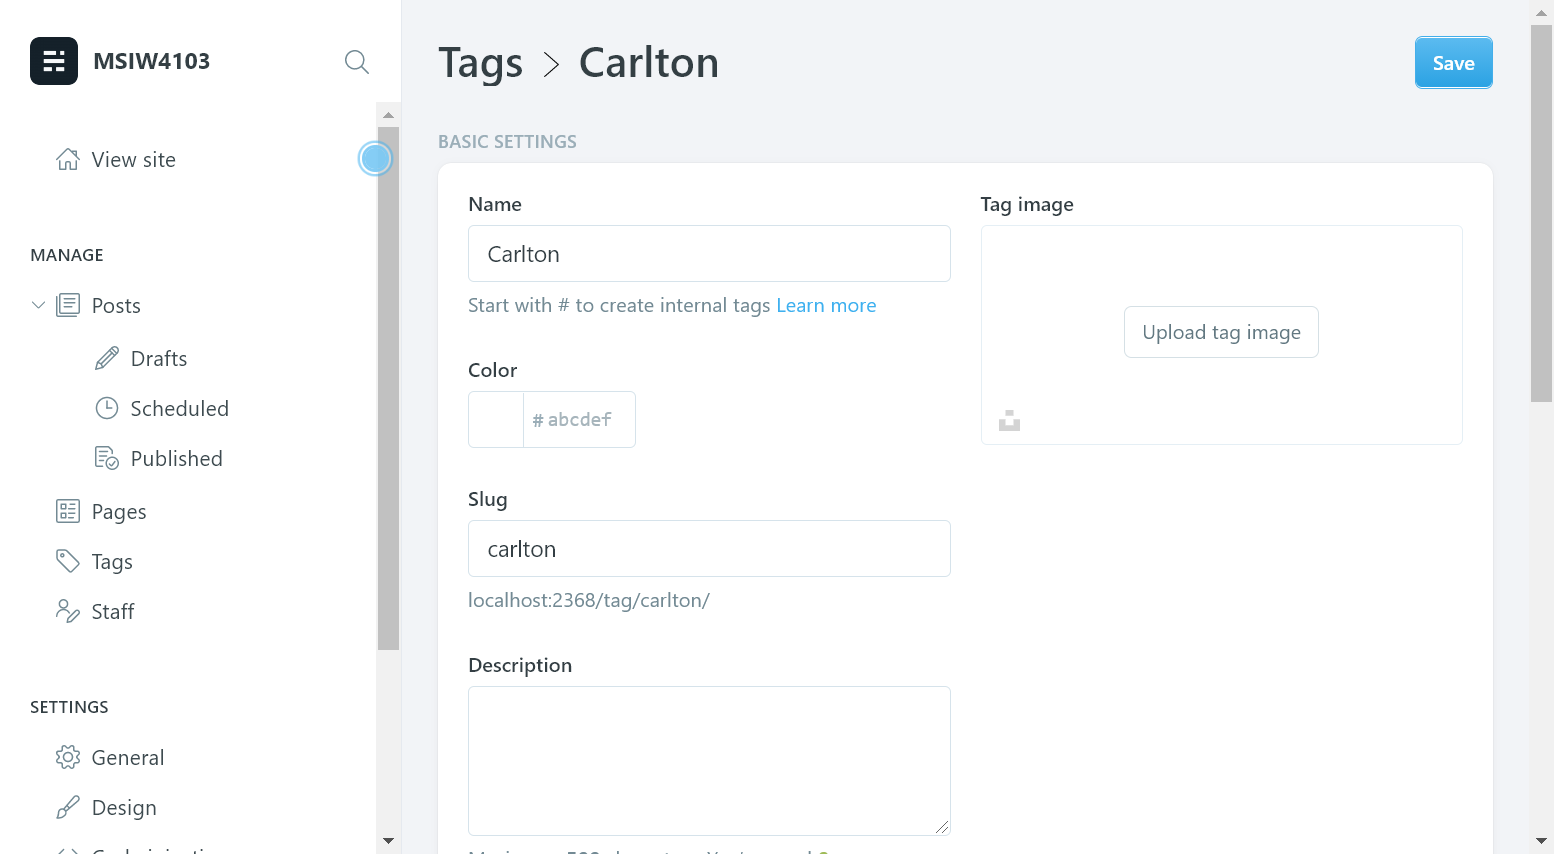 MSIW4103
View site
MANAGE
Posts
Drafts
Scheduled
Published
Pages
Tags
Staff
SETTINGS
General
Design
Tags > Carlton
Save
BASIC SETTINGS
Name
Carlton
Start with # to create internal tags Learn more
Color
# abcdef
Slug
carlton
localhost:2368/tag/carlton/
Description
Tag image
Upload tag image